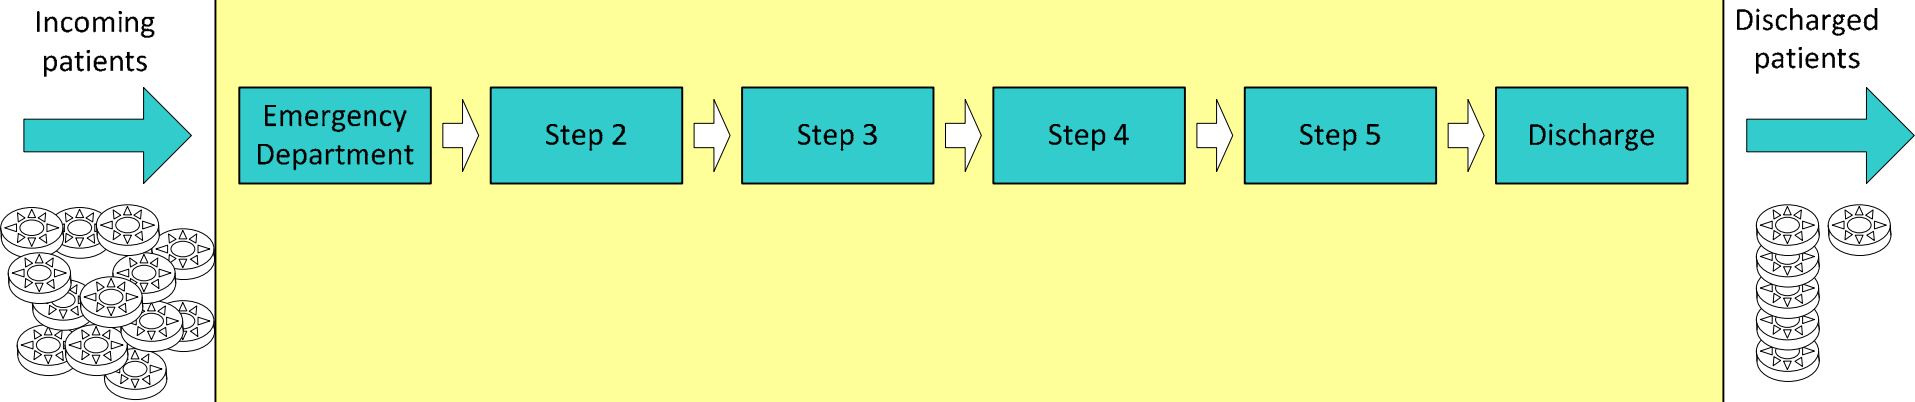 Incoming
patients
Emergency
Department
Step 2
Step 3
Step 4
Step 5
Discharge
Discharged
patients